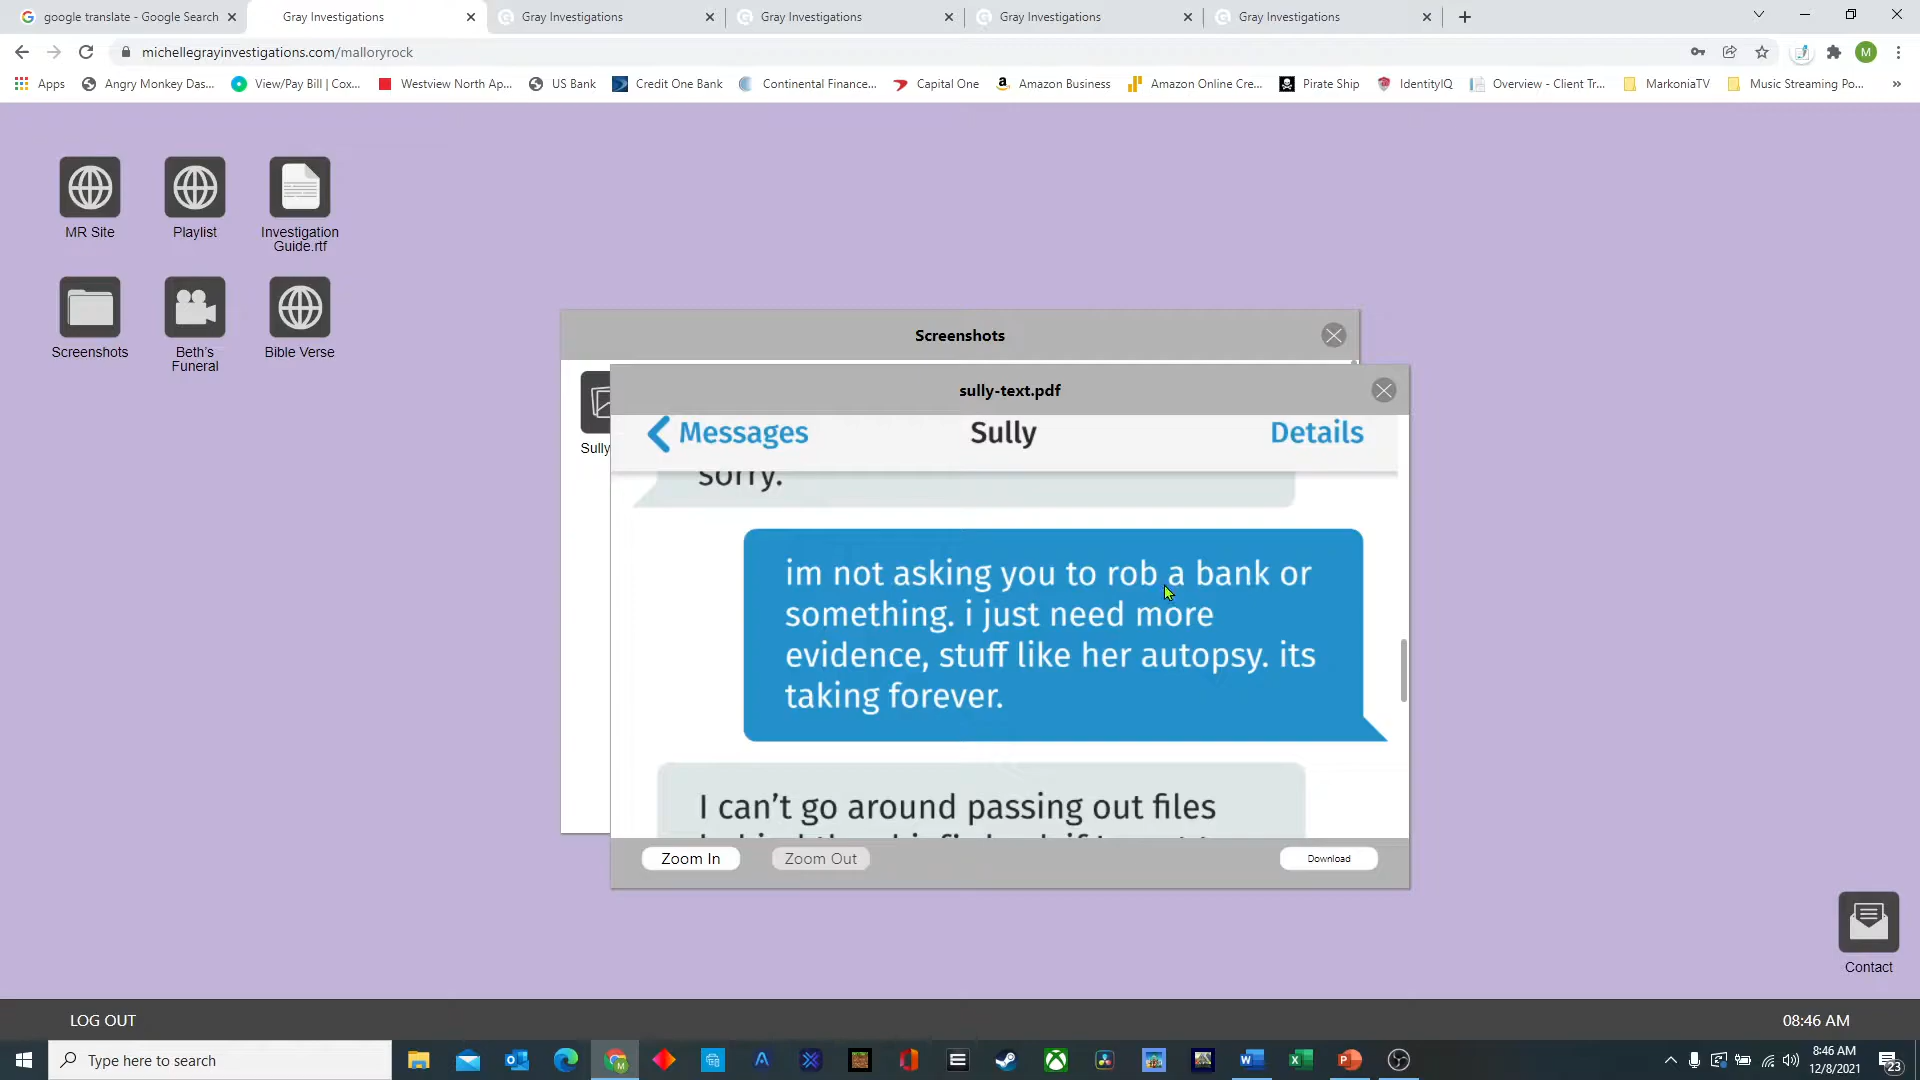 google translate - Google Search
Gray Investigations
Gray Investigations
Gray Investigations
Gray Investigations
Gray Investigations
michellegrayinvestigations.com/malloryrock
M
Apps
Angry Monkey Das...
View/Pay Bill | Cox...
Westview North Ap...
US Bank
Credit One Bank
Continental Finance...
Capital One
Amazon Business
Amazon Online Cre...
Pirate Ship
IdentityIQ
Overview - Client Tr...
MarkoniaTV
Music Streaming Po...
»
MR Site
Playlist
Investigation
Guide.rtf
Screenshots
Beth's
Funeral
Bible Verse
Screenshots
Sully
sully-text.pdf
Messages
Sully
Details
sorry.
im not asking you to rob a bank or
something. i just need more
evidence, stuff like her autopsy. its
taking forever.
I can't go around passing out files
Zoom In
Zoom Out
Download
Contact
LOG OUT
08:46 AM
Type here to search
8:46 AM
12/8/2021
23